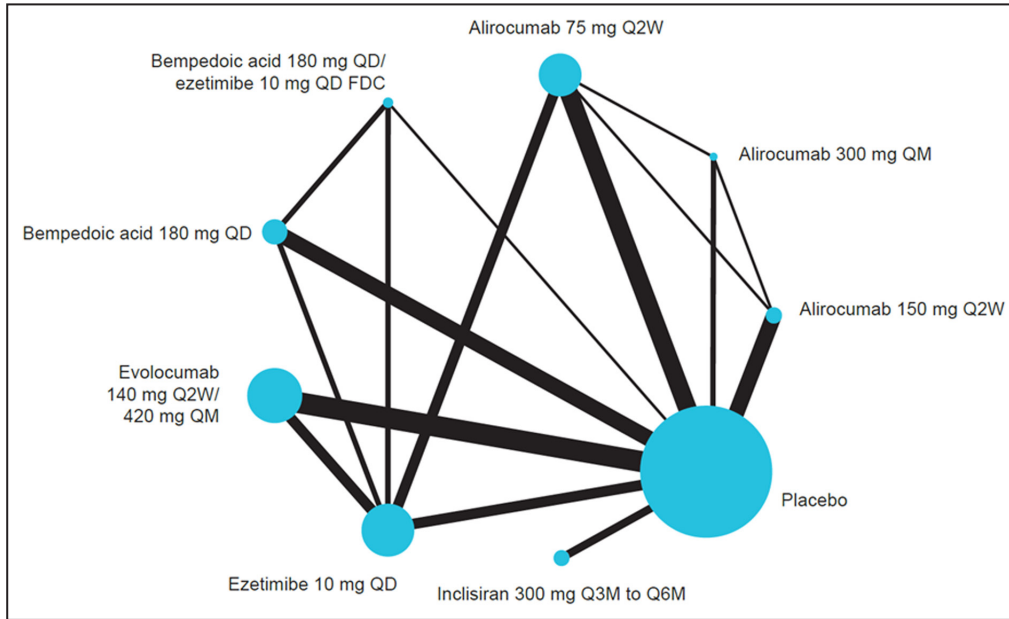 Alirocumab 75 mg Q2W
Bempedoic acid 180 mg QD/
ezetimibe 10 mg QD FDC
Alirocumab 300 mg QM
Bempedoic acid 180 mg QD
Alirocumab 150 mg Q2W
Evolocumab
140 mg Q2W/
420 mg QM
Placebo
Ezetimibe 10 mg QD
Inclisiran 300 mg Q3M to Q6M